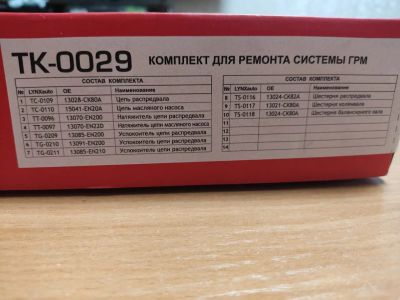 TK-0029 КОМПЛЕКТ ДЛЯ РЕМОНТА СИСТЕМЫ ГРМ
СОСТАВ КОМПЛЕКТА
№ LYNXauto OE Наименование
1 TC-0109 13028-CK80A Цепь распредвала
2 TC-0110 15041-EN20A Цепь масляного насоса
3 TT-0096 13070-EN200 Натяжитель цепи распредвала
4 TT-0097 13070-EN22D Натяжитель цепи масляного насоса
5 TG-0209 13085-EN200 Успокоитель цепи распредвала
6 TG-0210 13091-EN200 Успокоитель цепи распредвала
7 TG-0211 13085-EN210 Успокоитель цепи распредвала
СОСТАВ КОМПЛЕКТА
№ LYNXauto OE Наименование
8 TS-0116 13024-CK82A Шестерня распредвала
9 TS-0117 13021-CK80A Шестерня коленвала
10 TS-0118 13024-CK80A Шестерня балансирного вала
11
12
13
14